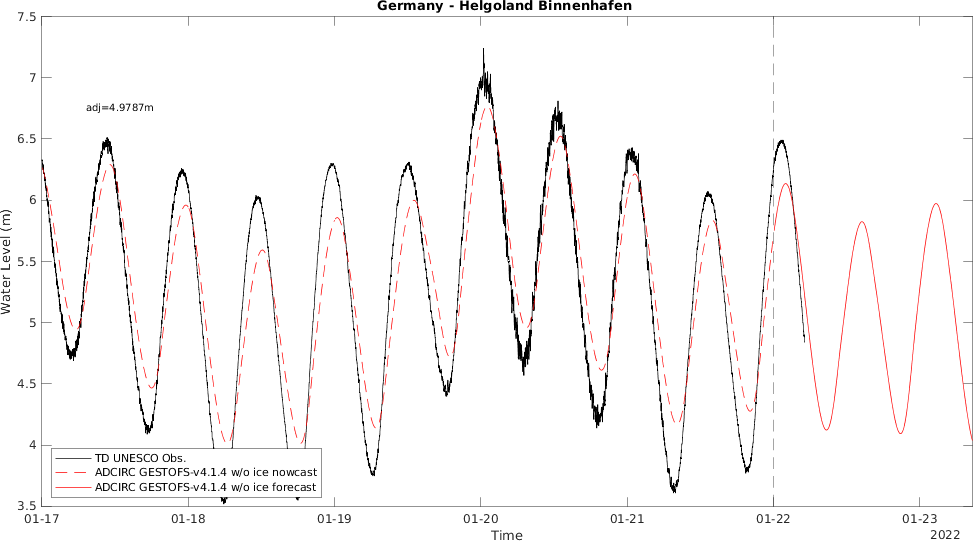 Germany - Helgoland Binnenhafen
7.5
7
6.5
6
5.5
5
4.5
4
3.5
Water Level (m)
adj=4.9787m
TD UNESCO Obs.
ADCIRC GESTOFS-v4.1.4 w/o ice nowcast
ADCIRC GESTOFS-v4.1.4 w/o ice forecast
01-17 01-18 01-19 01-20 01-21 01-22 01-23
Time
2022